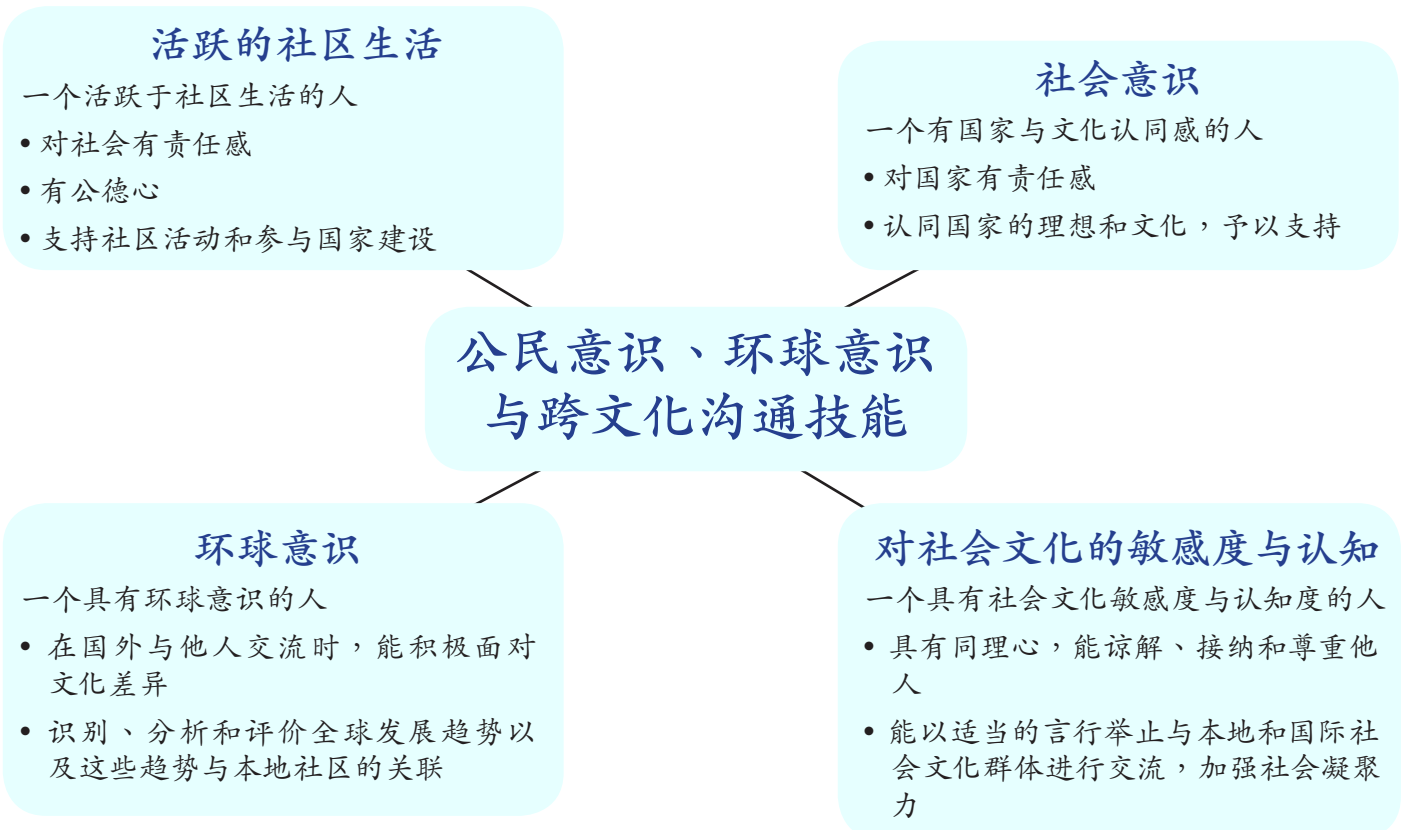 活跃的社区生活
一个活跃于社区生活的人
• 对社会有责任感
• 有公德心
• 支持社区活动和参与国家建设
社会意识
一个有国家与文化认同感的人
• 对国家有责任感
• 认同国家的理想和文化，予以支持
公民意识、环球意识
与跨文化沟通技能
环球意识
一个具有环球意识的人
• 在国外与他人交流时，能积极面对
文化差异
• 识别、分析和评价全球发展趋势以
及这些趋势与本地社区的关联
对社会文化的敏感度与认知
一个具有社会文化敏感度与认知度的人
• 具有同理心，能谅解、接纳和尊重他
人
• 能以适当的言行举止与本地和国际社
会文化群体进行交流，加强社会凝聚
力